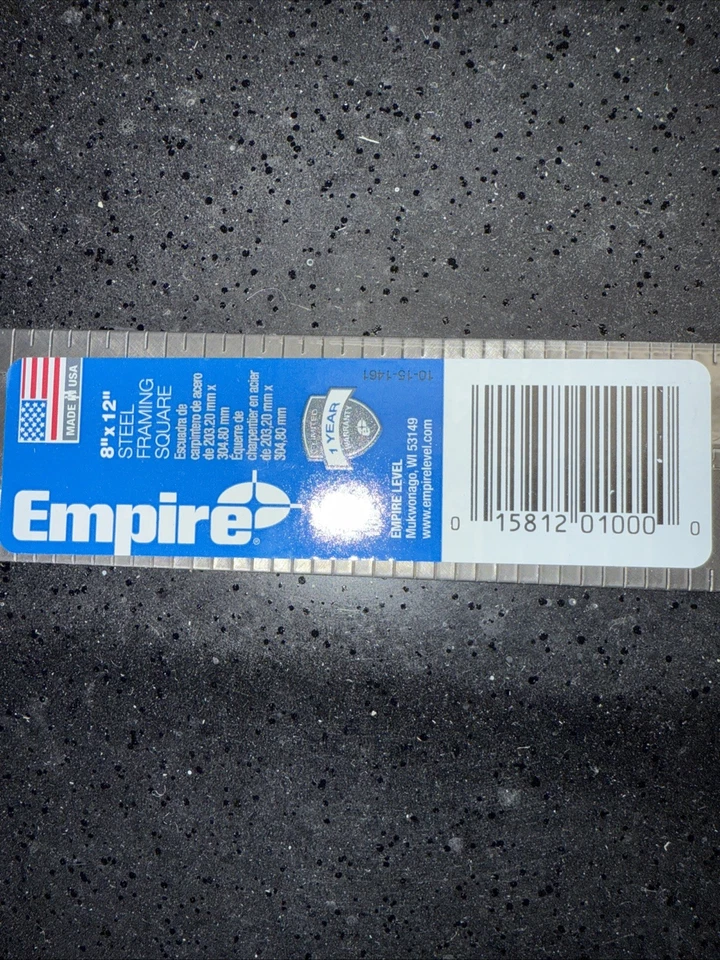 MADE IN USA
8" x 12"
STEEL
FRAMING
SQUARE
Escuadra de
carpintero de acero
de 203,20 mm x
304,80 mm
Équerre de
charpentier en acier
de 203,20 mm x
304,80 mm
Empire®
LIMITED
1 YEAR
WARRANTY
10-15-1461
EMPIRE LEVEL
Mukwonago, WI 53149
www.empirelevel.com
0 15812 01000 0